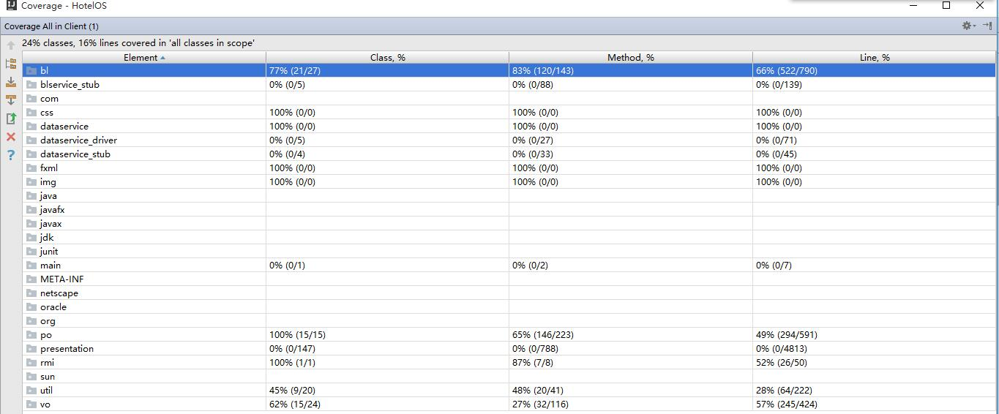 IJ Coverage - HotelOS
Coverage All in Client (1)
24% classes, 16% lines covered in 'all classes in scope'
Element Class, % Method, % Line, %
bl 77% (21/27) 83% (120/143) 66% (522/790)
blservice_stub 0% (0/5) 0% (0/88) 0% (0/139)
com
css 100% (0/0) 100% (0/0) 100% (0/0)
dataservice 100% (0/0) 100% (0/0) 100% (0/0)
dataservice_driver 0% (0/5) 0% (0/27) 0% (0/71)
dataservice_stub 0% (0/4) 0% (0/33) 0% (0/45)
fxml 100% (0/0) 100% (0/0) 100% (0/0)
img 100% (0/0) 100% (0/0) 100% (0/0)
java
javafx
javax
jdk
junit
main 0% (0/1) 0% (0/2) 0% (0/7)
META-INF
netscape
oracle
org
po 100% (15/15) 65% (146/223) 49% (294/591)
presentation 0% (0/147) 0% (0/788) 0% (0/4813)
rmi 100% (1/1) 87% (7/8) 52% (26/50)
sun
util 45% (9/20) 48% (20/41) 28% (64/222)
vo 62% (15/24) 27% (32/116) 57% (245/424)